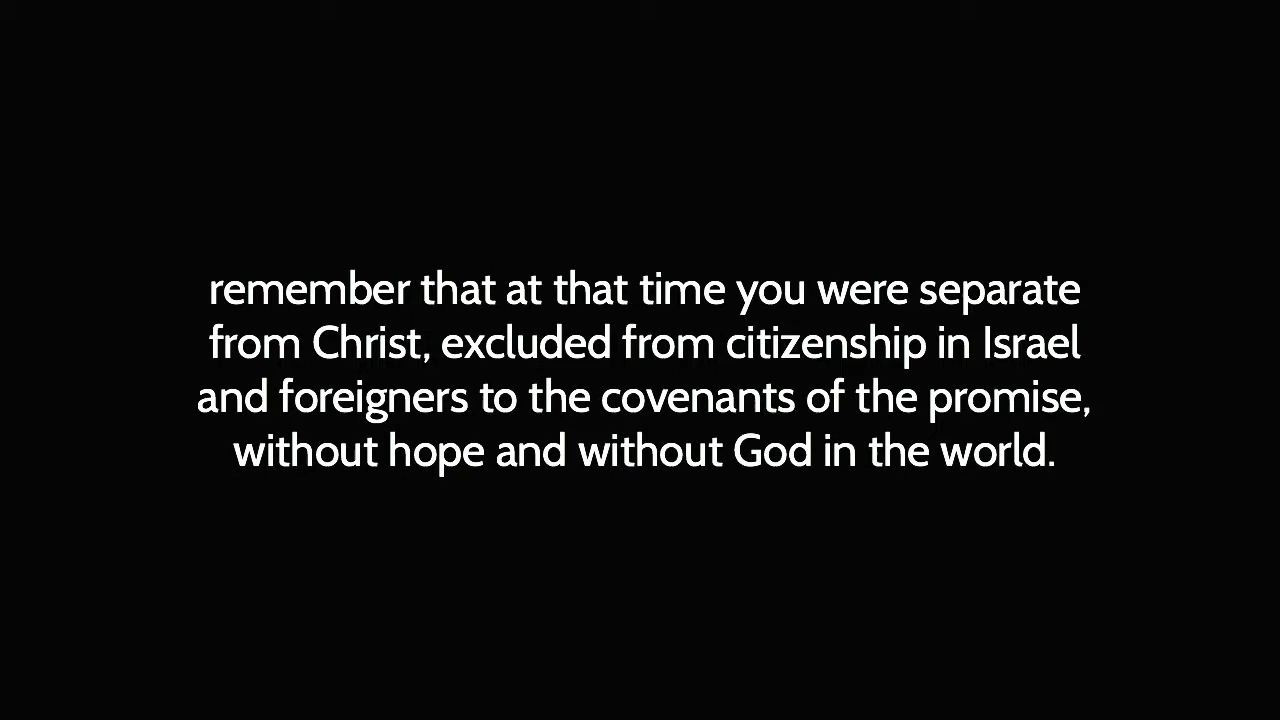 remember that at that time you were separate
from Christ, excluded from citizenship in Israel
and foreigners to the covenants of the promise,
without hope and without God in the world.